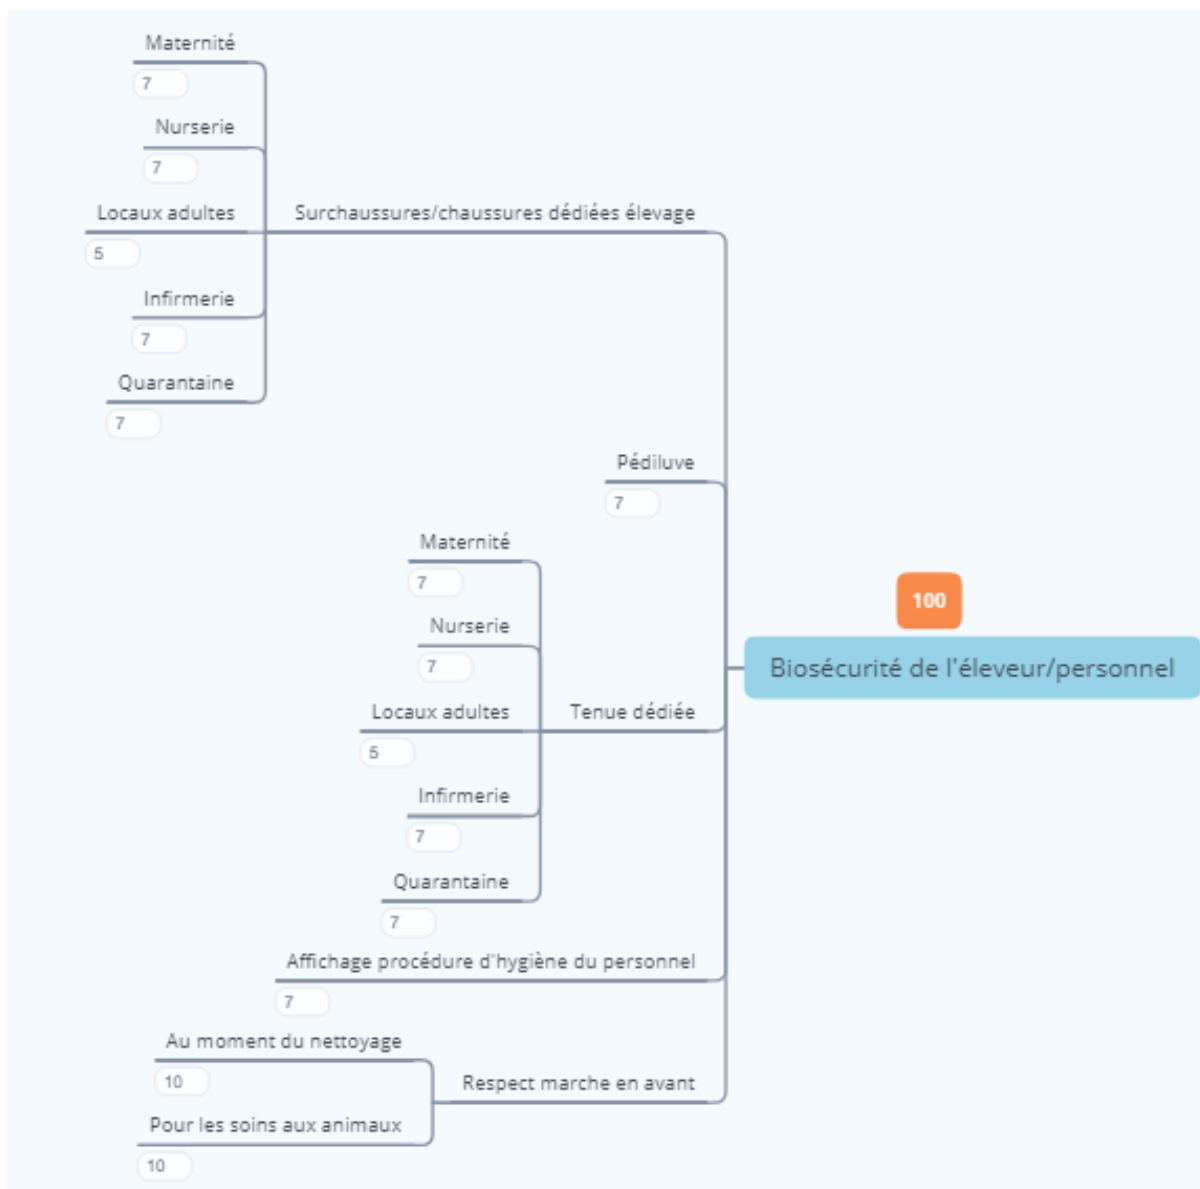 Maternité
7
Nurserie
7
Locaux adultes
5
Infirmerie
7
Quarantaine
7
Surchaussures/chaussures dédiées élevage
Pédiluve
7
Maternité
7
Nurserie
7
Locaux adultes
5
Infirmerie
7
Quarantaine
7
Tenue dédiée
Affichage procédure d'hygiène du personnel
7
Au moment du nettoyage
10
Pour les soins aux animaux
10
Respect marche en avant
100
Biosécurité de l'éleveur/personnel